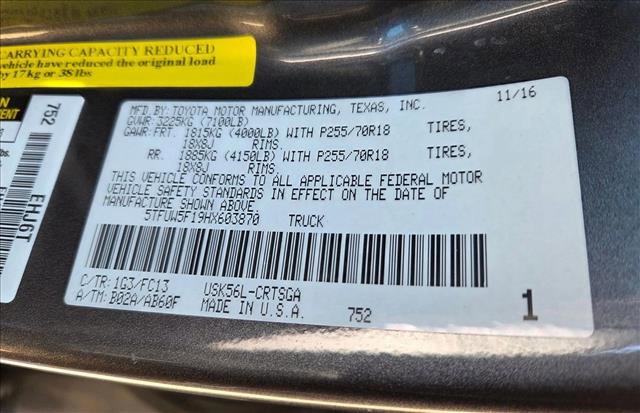 CARRYING CAPACITY REDUCED
vehicle have reduced the original load
by 17 kg or 38 lbs
752
EHJ6T
MFD.BY: TOYOTA MOTOR MANUFACTURING, TEXAS, INC. 11/16
GVWR: 3225KG (7100LB)
GAWR: FRT. 1815KG (4000LB) WITH P255/70R18 TIRES,
18X8J RIMS.
RR. 1885KG (4150LB) WITH P255/70R18 TIRES,
18X8J RIMS.
THIS VEHICLE CONFORMS TO ALL APPLICABLE FEDERAL MOTOR
VEHICLE SAFETY STANDARDS IN EFFECT ON THE DATE OF
MANUFACTURE SHOWN ABOVE
5TFUW5F19HX603870 TRUCK
C/TR: 1G3/FC13 USK56L-CRTSGA
A/TM: B02A/AB60F MADE IN U.S.A. 752 1